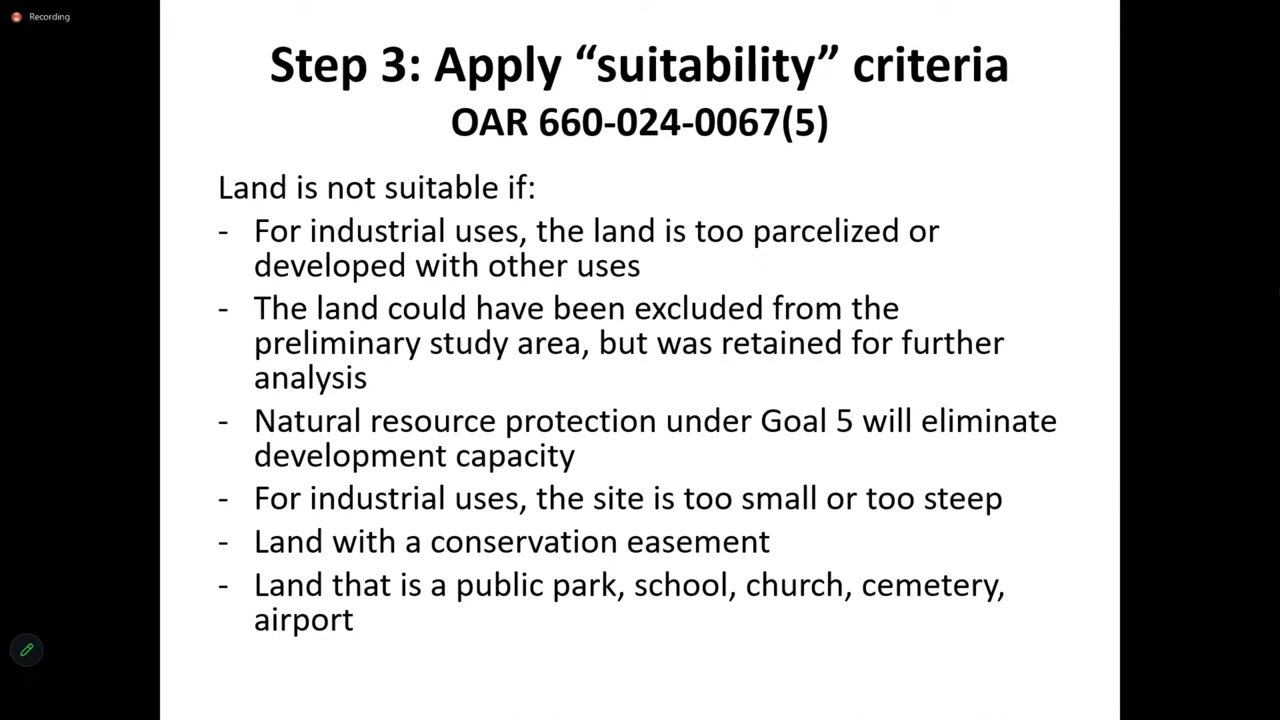 Recording
Step 3: Apply “suitability” criteria
OAR 660-024-0067(5)
Land is not suitable if:
- For industrial uses, the land is too parcelized or
developed with other uses
- The land could have been excluded from the
preliminary study area, but was retained for further
analysis
- Natural resource protection under Goal 5 will eliminate
development capacity
- For industrial uses, the site is too small or too steep
- Land with a conservation easement
- Land that is a public park, school, church, cemetery,
airport